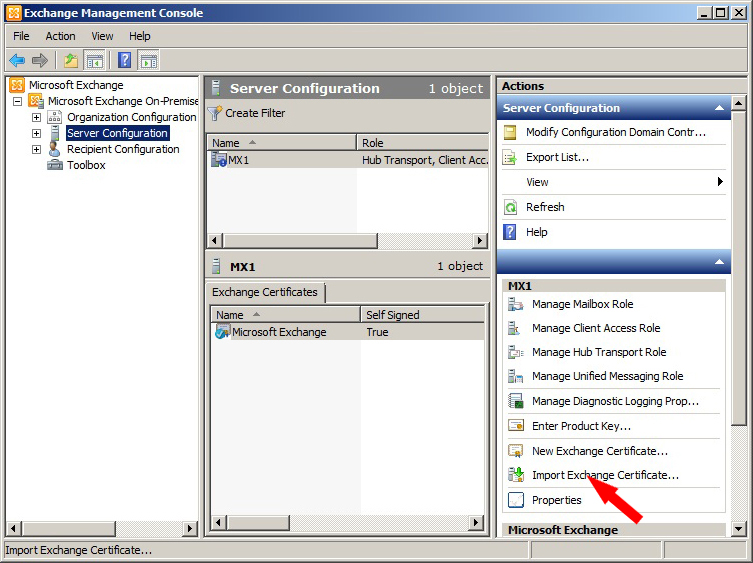 Exchange Management Console
File Action View Help
Microsoft Exchange
Microsoft Exchange On-Premise
Organization Configuration
Server Configuration
Recipient Configuration
Toolbox
Server Configuration 1 object
Create Filter
Name Role
MX1 Hub Transport, Client Acc.
MX1 1 object
Exchange Certificates
Name Self Signed
Microsoft Exchange True
Actions
Server Configuration
Modify Configuration Domain Contr...
Export List...
View
Refresh
Help
MX1
Manage Mailbox Role
Manage Client Access Role
Manage Hub Transport Role
Manage Unified Messaging Role
Manage Diagnostic Logging Prop...
Enter Product Key...
New Exchange Certificate...
Import Exchange Certificate...
Properties
Microsoft Exchange
Import Exchange Certificate...